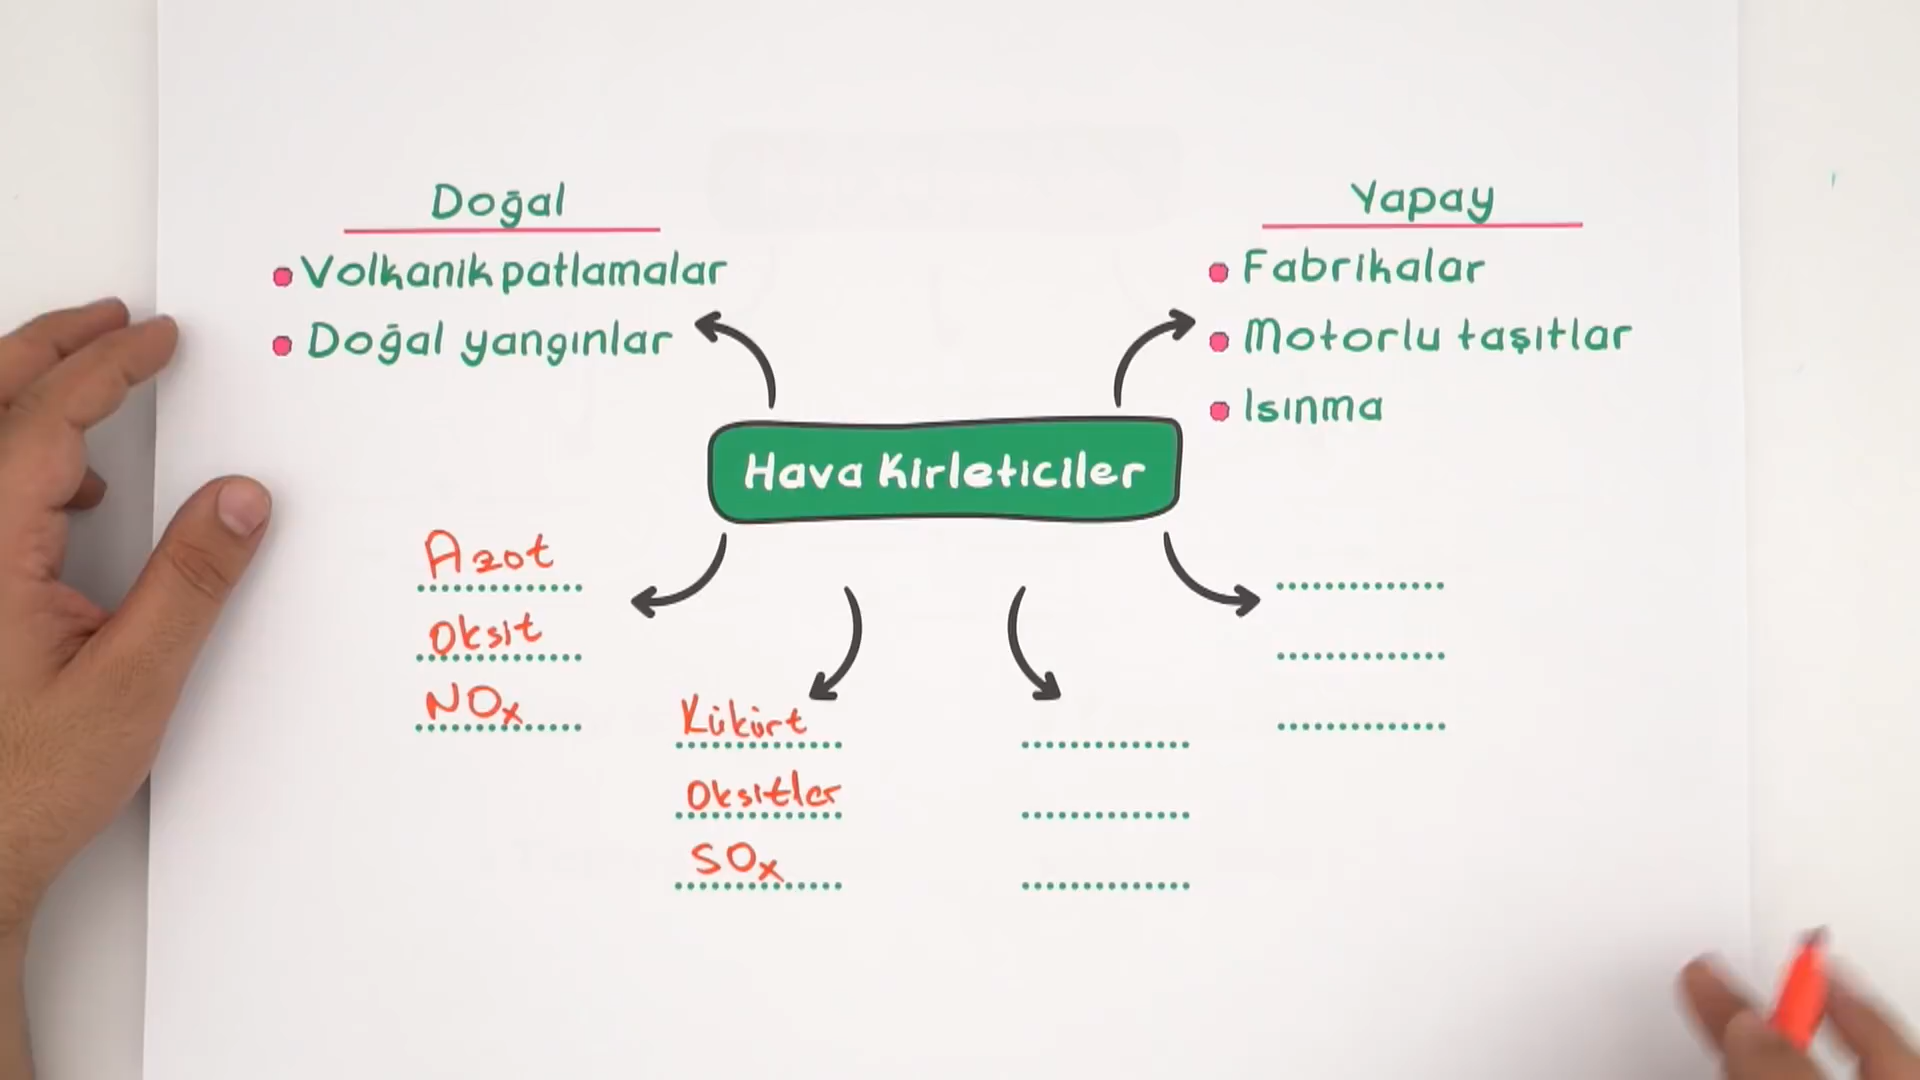 Doğal
Volkanik patlamalar
Doğal yangınlar
Yapay
Fabrikalar
Motorlu taşıtlar
Isınma
Hava Kirleticiler
Azot
Oksit
NOx
Kükürt
Oksitler
SOx